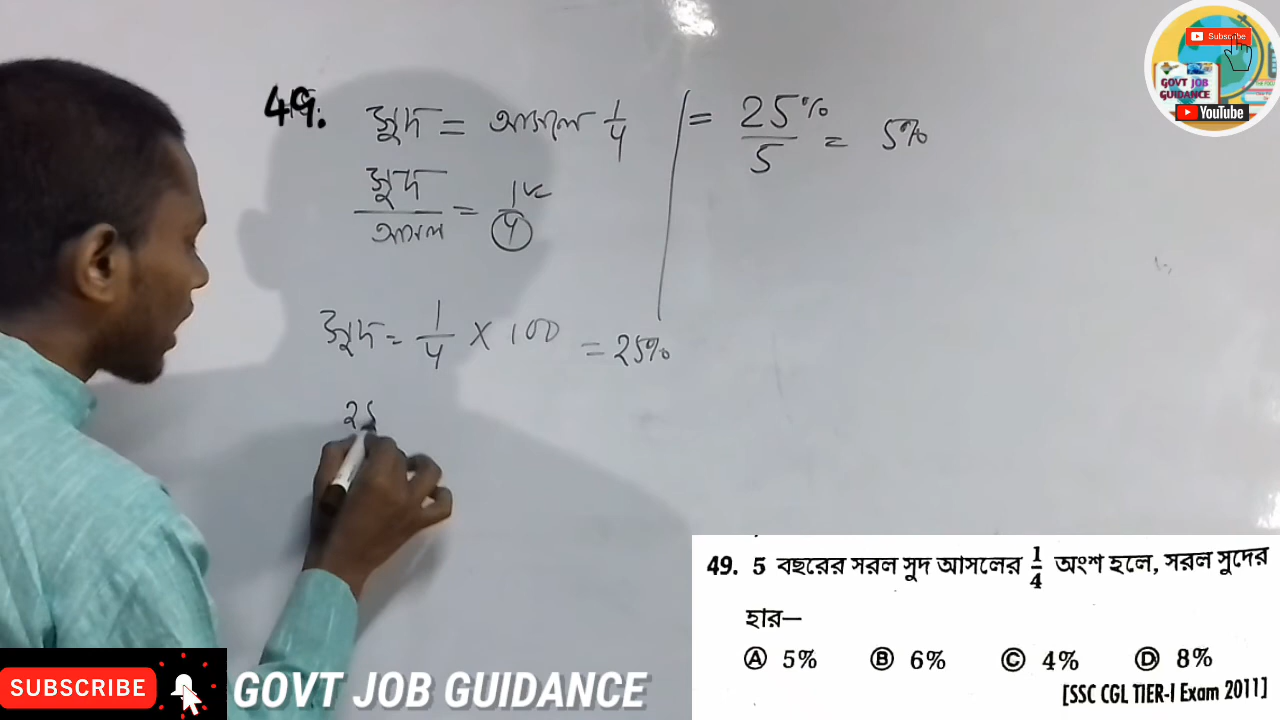 Subscribe
GOVT JOB
GUIDANCE
YouTube
49. সুদ = আসলে 1/4 = 25%/5 = 5%
সুদ/আসল = 1/4
সুদ = 1/4 × 100 = 25%
25
49. 5 বছরের সরল সুদ আসলের 1/4 অংশ হলে, সরল সুদের
হার—
Ⓐ 5% Ⓑ 6% Ⓒ 4% Ⓓ 8%
[SSC CGL TIER-I Exam 2011]
SUBSCRIBE
GOVT JOB GUIDANCE